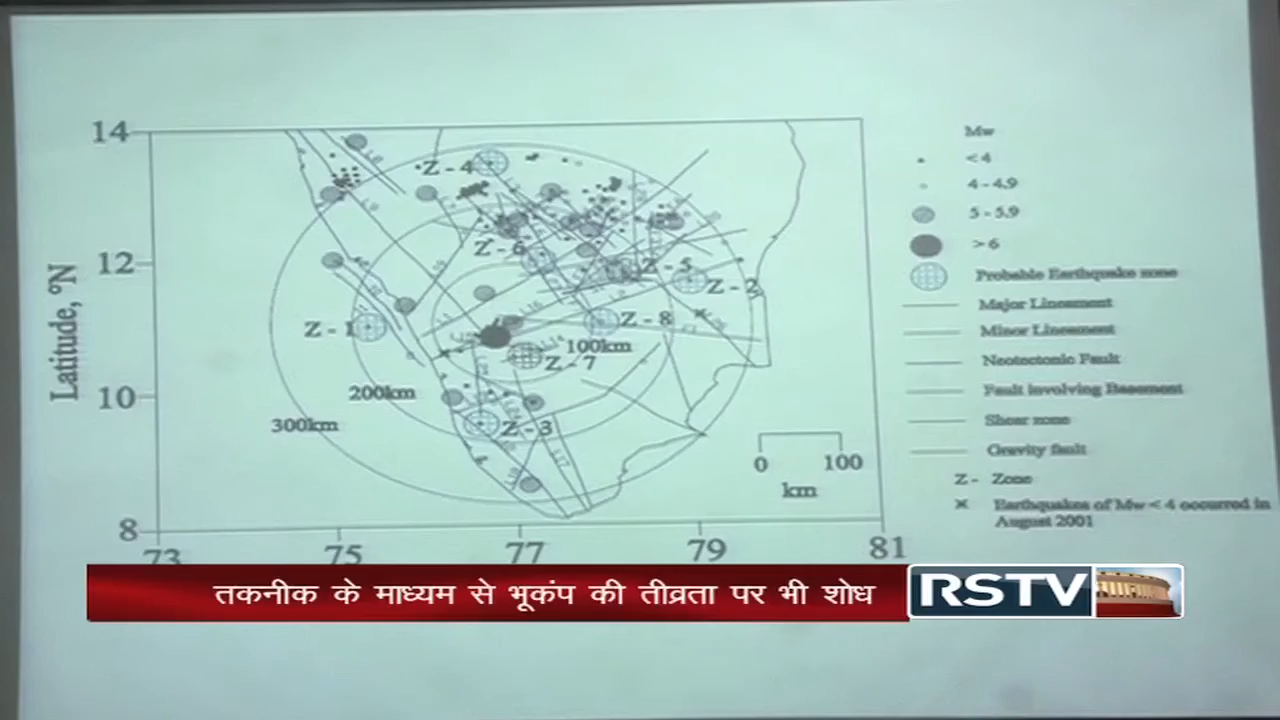 14
12
10
8
Latitude, °N
73
75
77
79
81
Z - 4
Z - 6
Z - 5
Z - 2
Z - 1
Z - 8
Z - 7
Z - 3
100km
200km
300km
0 100
km
Mw
< 4
4 - 4.9
5 - 5.9
> 6
Probable Earthquake zone
Major Lineament
Minor Lineament
Neotectonic Fault
Fault involving Basement
Shear zone
Gravity fault
Z - Zone
Earthquakes of Mw < 4 occurred in
August 2001
तकनीक के माध्यम से भूकंप की तीव्रता पर भी शोध
RSTV